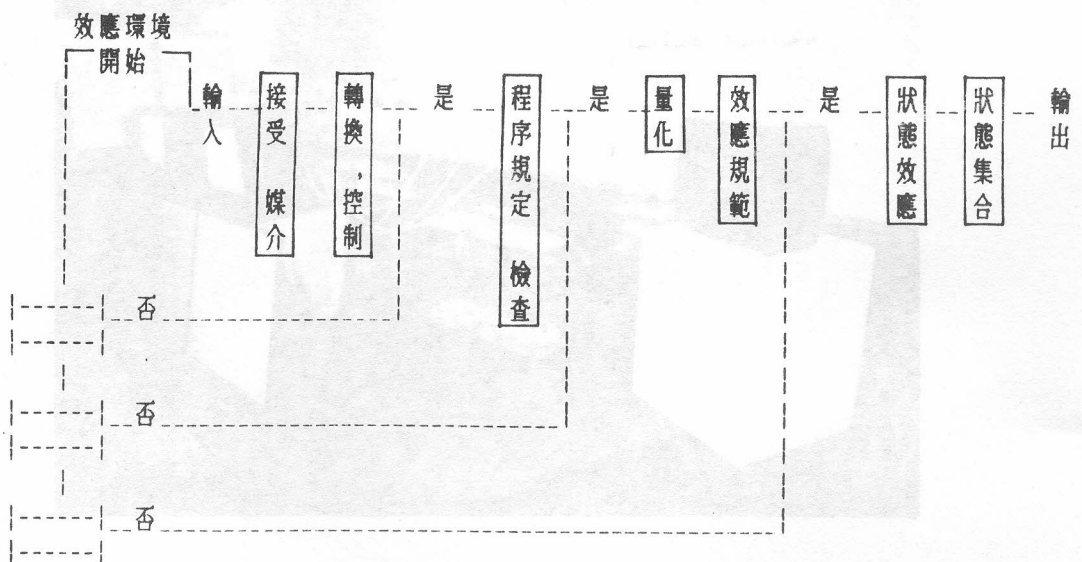 效應環境
開始
輸入
接受 媒介
轉換,控制
是
程序規定 檢查
是
量化
效應規範
是
狀態效應
狀態集合
輸出
否
否
否